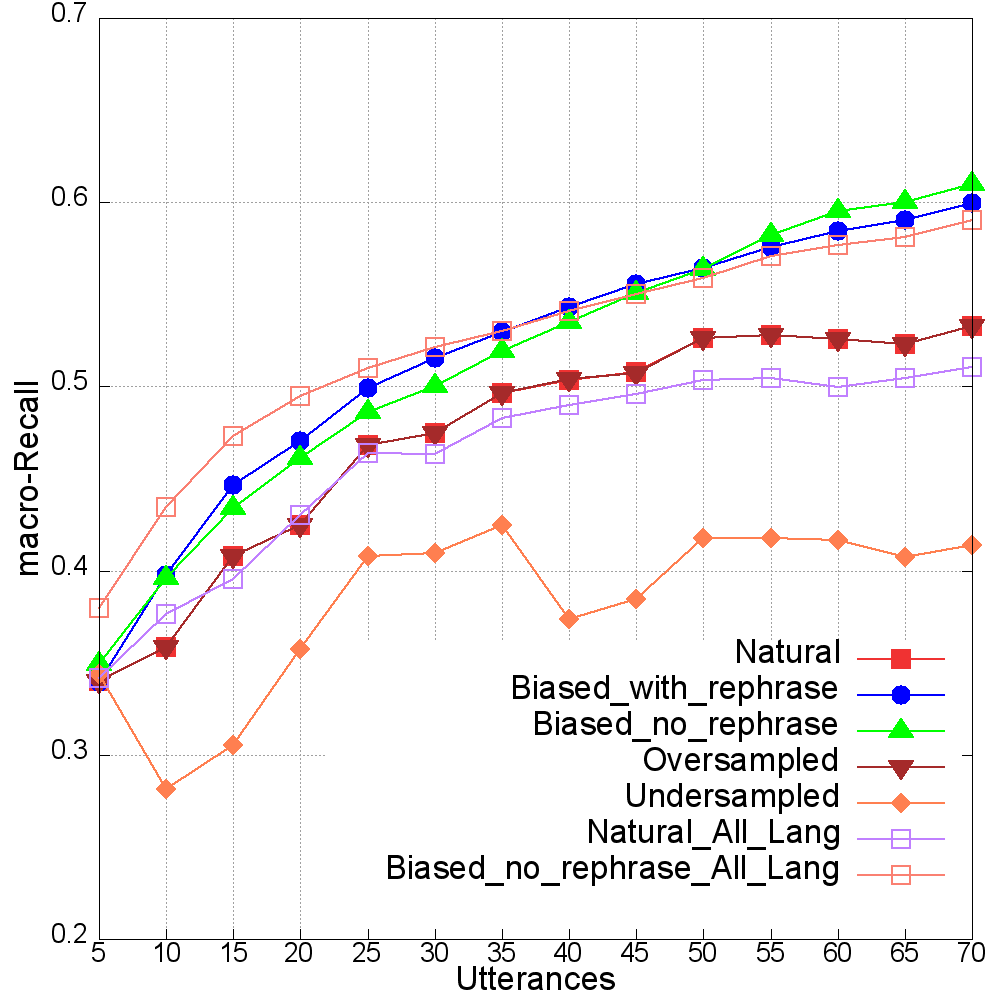 0.7
0.6
0.5
0.4
0.3
0.2
macro-Recall
Natural
Biased_with_rephrase
Biased_no_rephrase
Oversampled
Undersampled
Natural_All_Lang
Biased_no_rephrase_All_Lang
5 10 15 20 25 30 35 40 45 50 55 60 65 70
Utterances